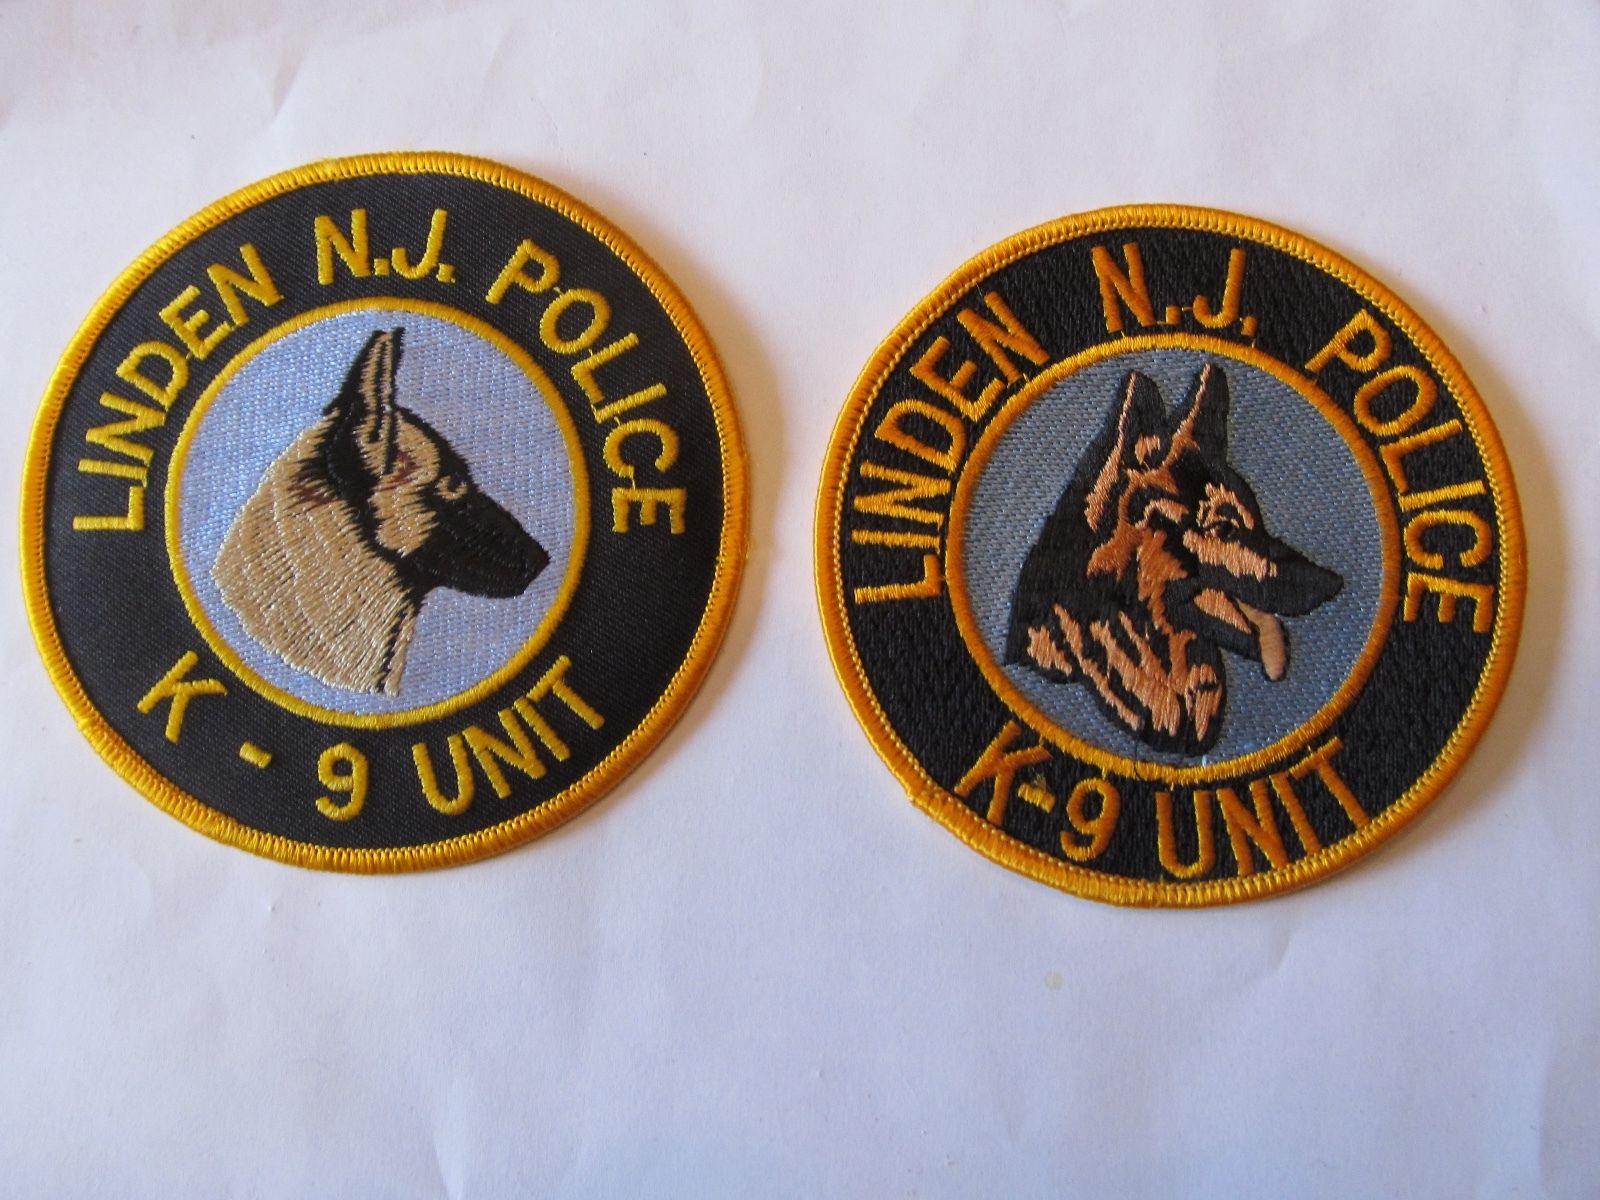 LINDEN N.J. POLICE
K - 9 UNIT
LINDEN N.J. POLICE
K-9 UNIT